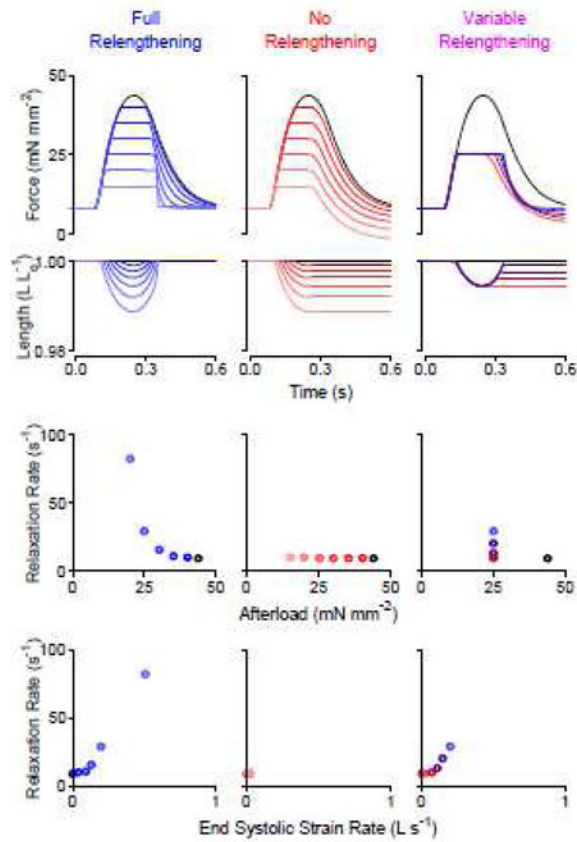 Full Relengthening
No Relengthening
Variable Relengthening
Force (mN mm⁻²)
50
25
0
Length (L L₀⁻¹)
1.00
0.98
0.0 0.3 0.6
0.0 0.3 0.6
0.0 0.3 0.6
Time (s)
Relaxation Rate (s⁻¹)
100
50
0
0 25 50
0 25 50
0 25 50
Afterload (mN mm⁻²)
Relaxation Rate (s⁻¹)
100
50
0
0 1
0 1
0 1
End Systolic Strain Rate (L s⁻¹)